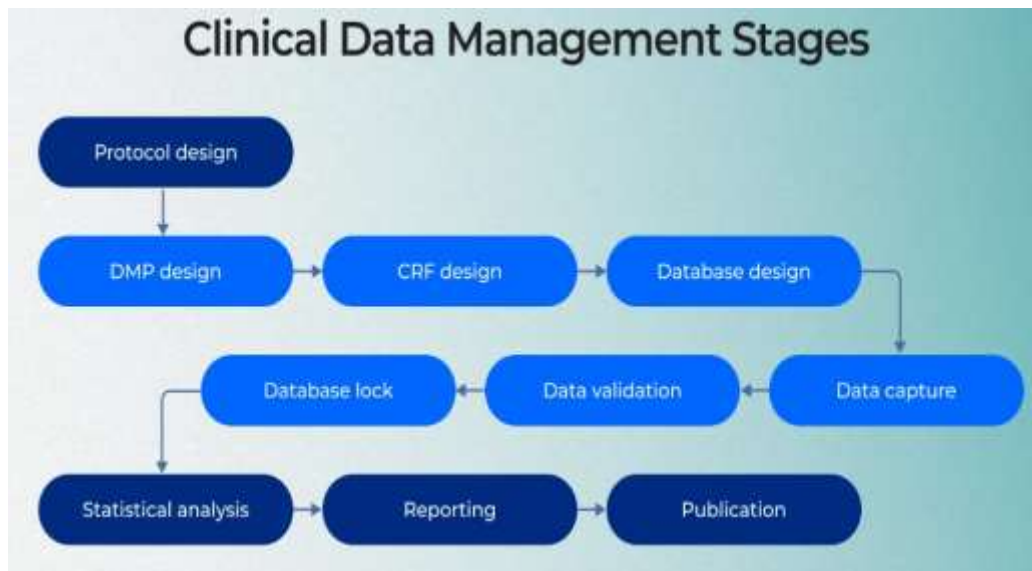 Clinical Data Management Stages
Protocol design
DMP design
CRF design
Database design
Data capture
Data validation
Database lock
Statistical analysis
Reporting
Publication